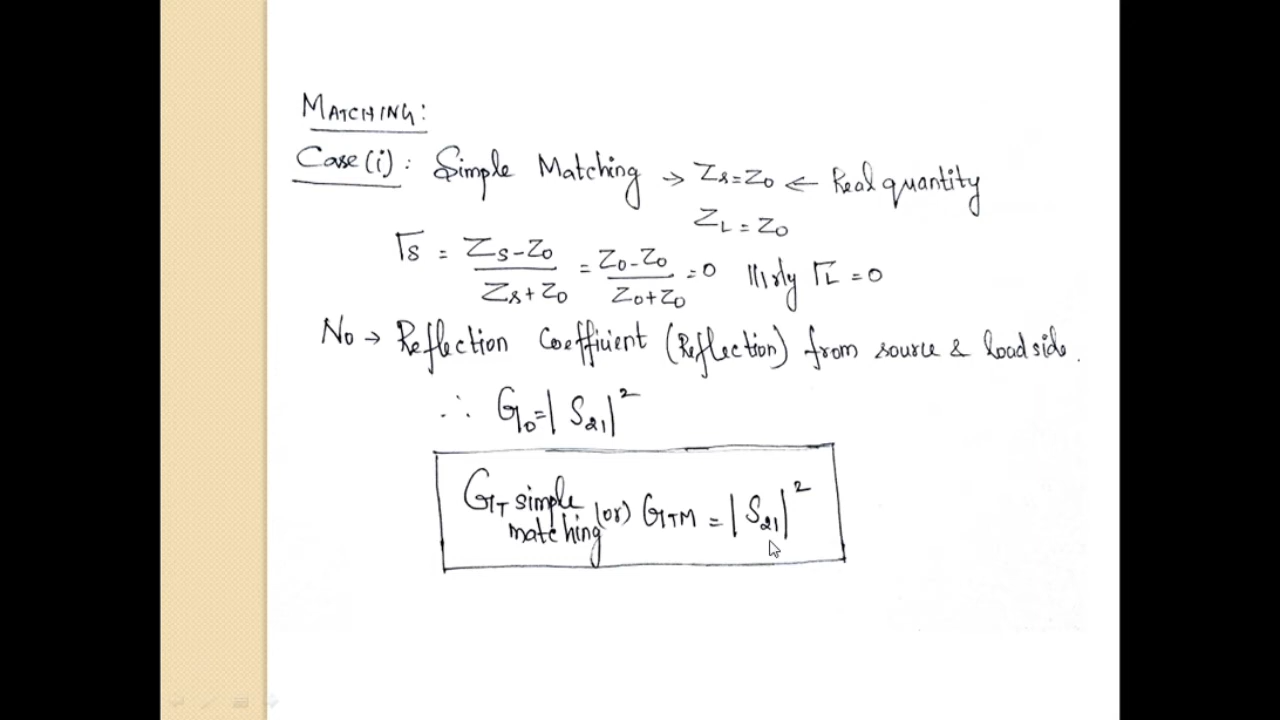 MATCHING:
Case(i): Simple Matching → Zs=Z0 ← Real quantity
ZL=Z0
Γs = Zs-Z0/Zs+Z0 = Z0-Z0/Z0+Z0 =0 |||rly ΓL=0
No → Reflection Coefficient (Reflection) from source & load side.
∴ G0=|S21|²
GT simple matching (or) GTM = |S21|²